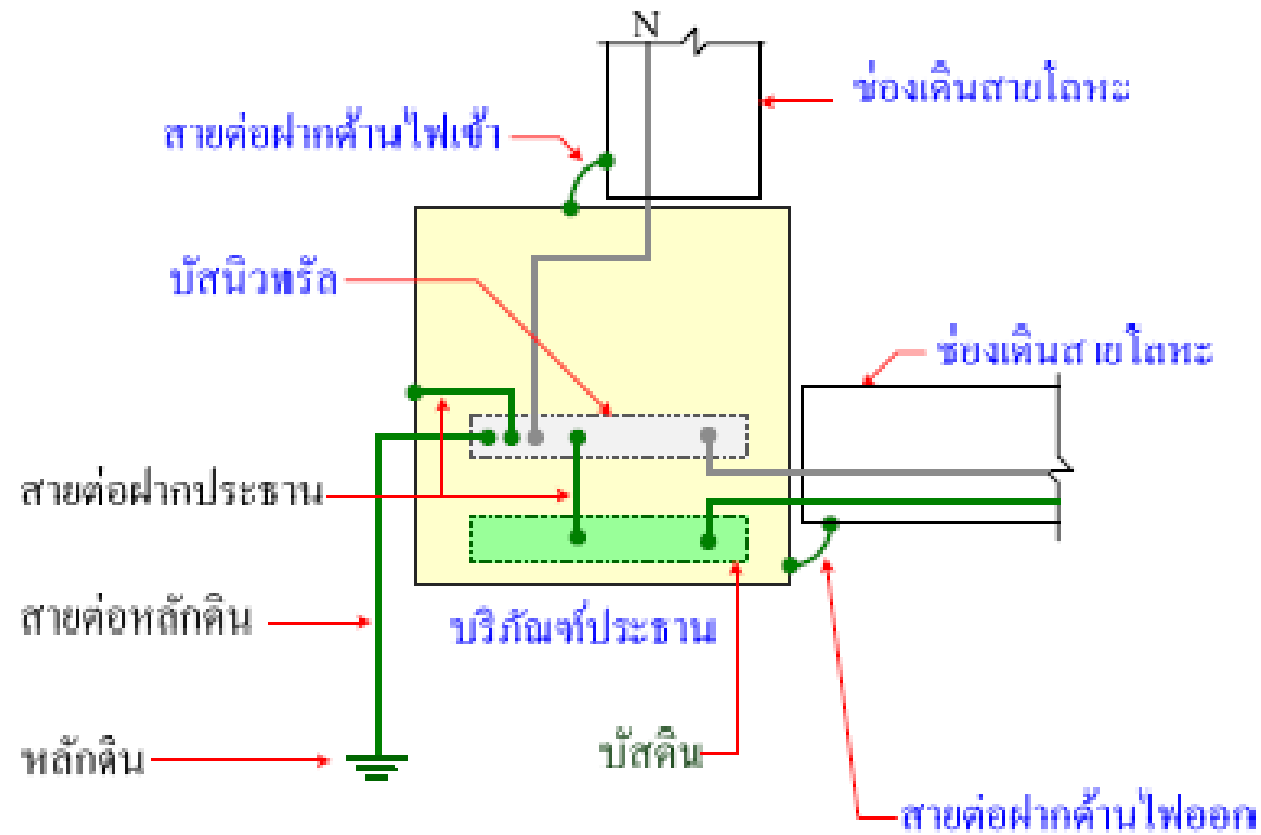 N
ช่องเดินสายโลหะ
สายต่อฝากด้านไฟเข้า
บัสนิวทรัล
ช่องเดินสายโลหะ
สายต่อฝากประธาน
สายต่อหลักดิน
บริภัณฑ์ประธาน
หลักดิน
บัสดิน
สายต่อฝากด้านไฟออก